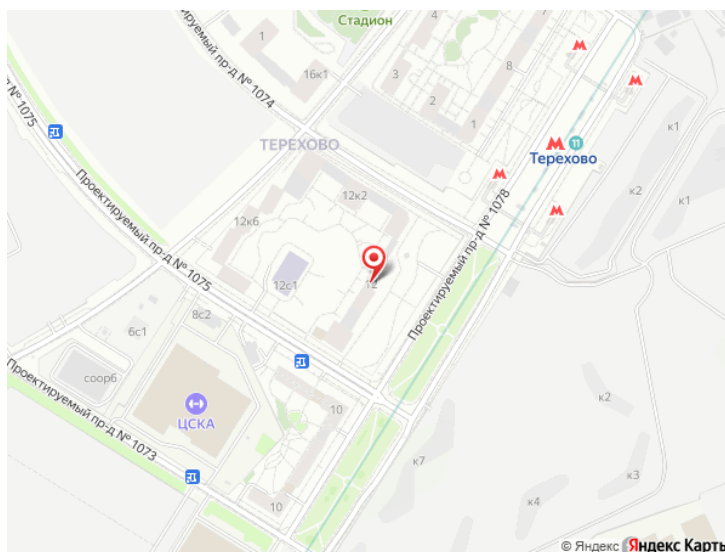 Стадион
1
Проектируемый пр-д № 1074
16к1
3
4
8
2
1
Проектируемый пр-д № 1075
ТЕРЕХОВО
11
Терехово
к1
к2
к1
12к2
12к6
Проектируемый пр-д № 1078
Проектируемый пр-д № 1075
12с1
12
8с2
6с1
соор6
Проектируемый пр-д № 1073
ЦСКА
10
10
к2
к7
к3
к4
© Яндекс Яндекс Карты